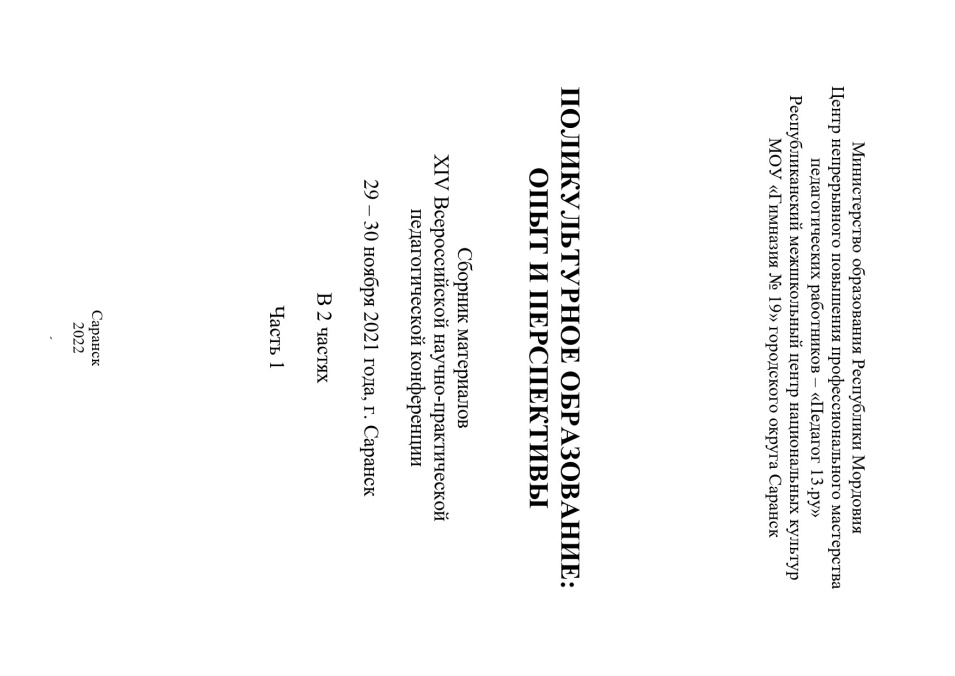 Министерство образования Республики Мордовия
Центр непрерывного повышения профессионального мастерства
педагогических работников – «Педагог 13.ру»
Республиканский межшкольный центр национальных культур
МОУ «Гимназия № 19» городского округа Саранск
ПОЛИКУЛЬТУРНОЕ ОБРАЗОВАНИЕ:
ОПЫТ И ПЕРСПЕКТИВЫ
Сборник материалов
XIV Всероссийской научно-практической
педагогической конференции
29 – 30 ноября 2021 года, г. Саранск
В 2 частях
Часть 1
Саранск
2022